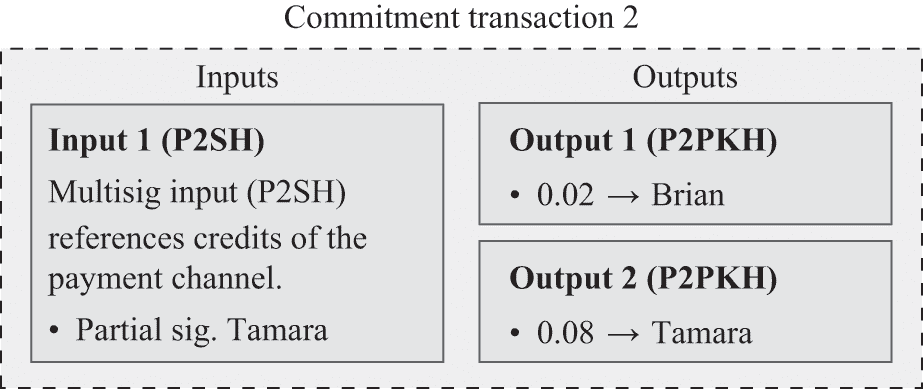 Commitment transaction 2
Inputs
Input 1 (P2SH)
Multisig input (P2SH)
references credits of the
payment channel.
• Partial sig. Tamara
Outputs
Output 1 (P2PKH)
• 0.02 → Brian
Output 2 (P2PKH)
• 0.08 → Tamara